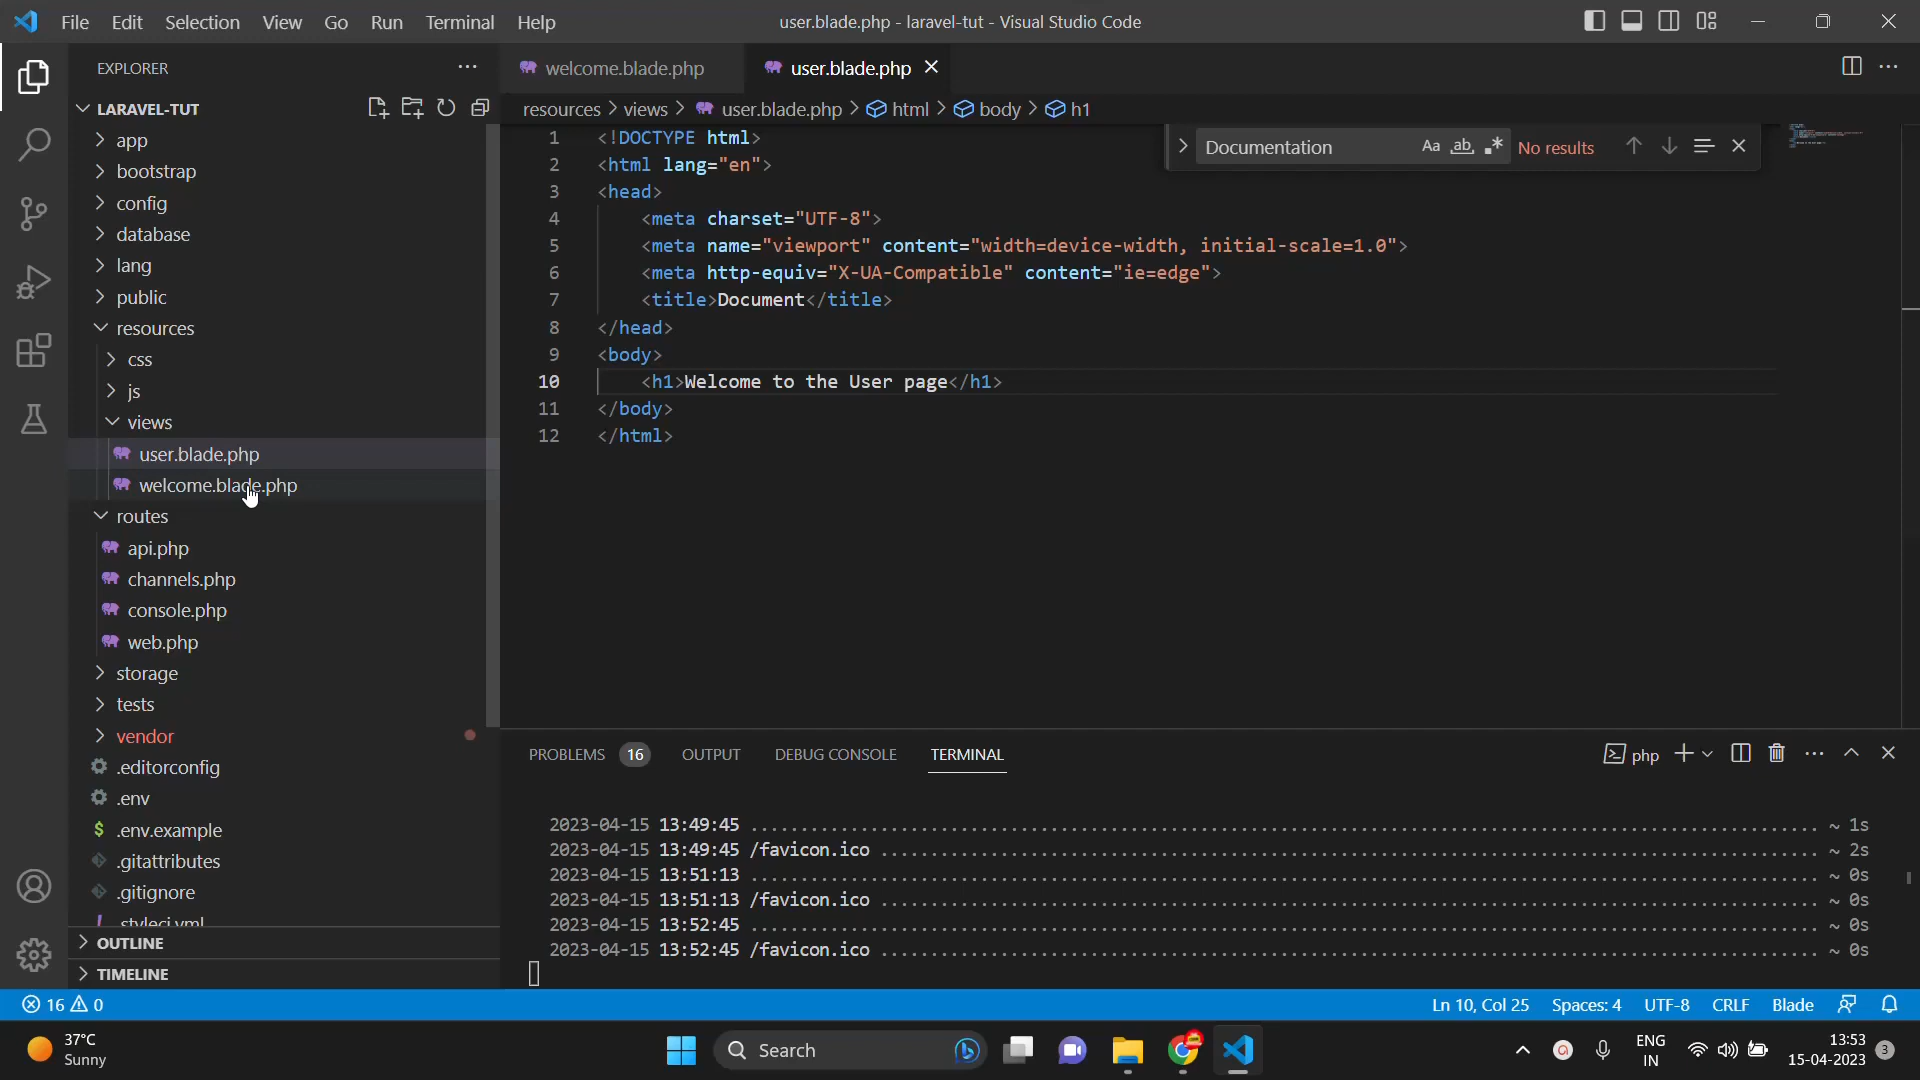 File Edit Selection View Go Run Terminal Help
user.blade.php - laravel-tut - Visual Studio Code
EXPLORER
LARAVEL-TUT
app
bootstrap
config
database
lang
public
resources
css
js
views
user.blade.php
welcome.blade.php
routes
api.php
channels.php
console.php
web.php
storage
tests
vendor
.editorconfig
.env
$ .env.example
.gitattributes
.gitignore
! .styleci.yml
OUTLINE
TIMELINE
welcome.blade.php user.blade.php
resources > views > user.blade.php > html > body > h1
Documentation Aa ab No results
1 <!DOCTYPE html>
2 <html lang="en">
3 <head>
4 <meta charset="UTF-8">
5 <meta name="viewport" content="width=device-width, initial-scale=1.0">
6 <meta http-equiv="X-UA-Compatible" content="ie=edge">
7 <title>Document</title>
8 </head>
9 <body>
10 <h1>Welcome to the User page</h1>
11 </body>
12 </html>
PROBLEMS 16 OUTPUT DEBUG CONSOLE TERMINAL php
2023-04-15 13:49:45 ........ ~ 1s
2023-04-15 13:49:45 /favicon.ico ........ ~ 2s
2023-04-15 13:51:13 ........ ~ 0s
2023-04-15 13:51:13 /favicon.ico ........ ~ 0s
2023-04-15 13:52:45 ........ ~ 0s
2023-04-15 13:52:45 /favicon.ico ........ ~ 0s
16 0 Ln 10, Col 25 Spaces: 4 UTF-8 CRLF Blade
37°C
Sunny
Search
ENG
IN
13:53
15-04-2023
3